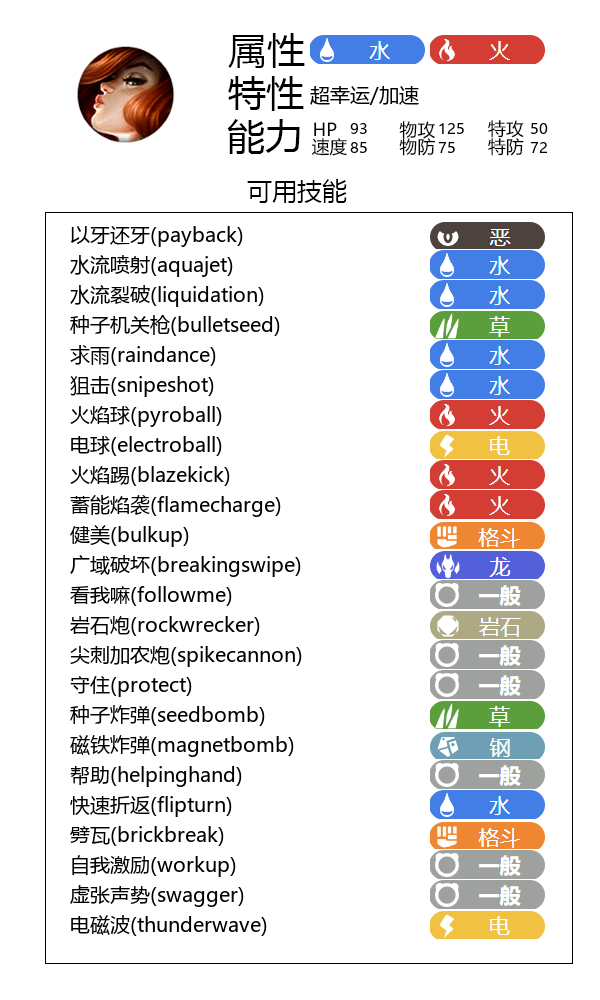 属性 水 火
特性 超幸运/加速
能力 HP 93 物攻 125 特攻 50
速度 85 物防 75 特防 72
可用技能
以牙还牙(payback) 恶
水流喷射(aquajet) 水
水流裂破(liquidation) 水
种子机关枪(bulletseed) 草
求雨(raindance) 水
狙击(snipeshot) 水
火焰球(pyroball) 火
电球(electroball) 电
火焰踢(blazekick) 火
蓄能焰袭(flamecharge) 火
健美(bulkup) 格斗
广域破坏(breakingswipe) 龙
看我嘛(followme) 一般
岩石炮(rockwrecker) 岩石
尖刺加农炮(spikecannon) 一般
守住(protect) 一般
种子炸弹(seedbomb) 草
磁铁炸弹(magnetbomb) 钢
帮助(helpinghand) 一般
快速折返(flipturn) 水
劈瓦(brickbreak) 格斗
自我激励(workup) 一般
虚张声势(swagger) 一般
电磁波(thunderwave) 电